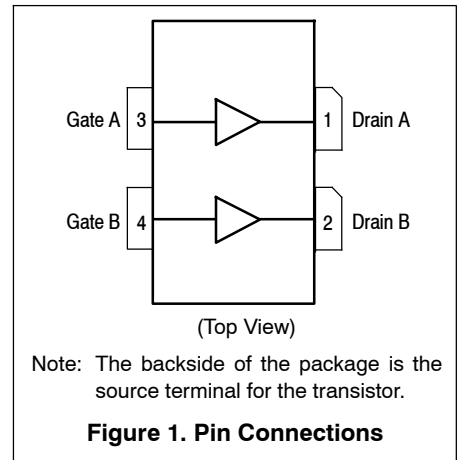 Gate A 3 1 Drain A
Gate B 4 2 Drain B
(Top View)
Note: The backside of the package is the
source terminal for the transistor.
Figure 1. Pin Connections